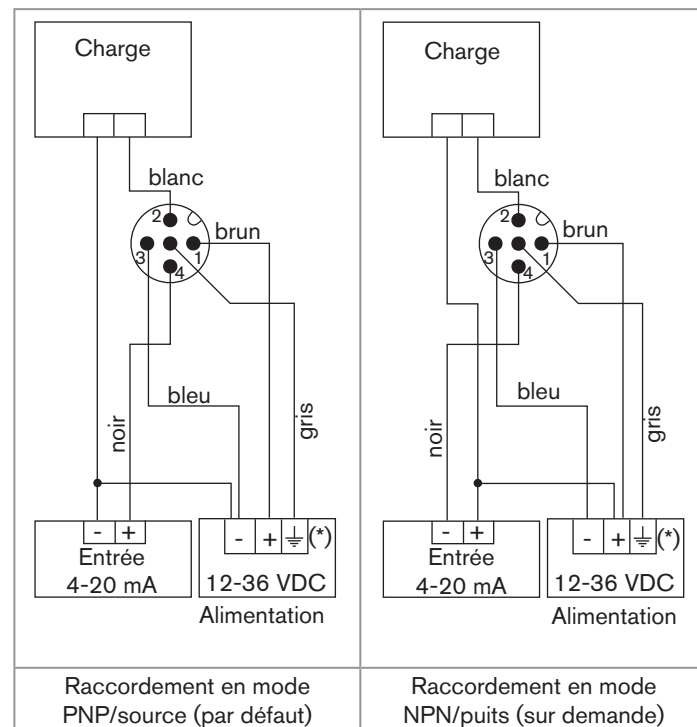 Charge
blanc
2
brun
3
1
4
bleu
noir
gris
- +
- + (*)
Entrée
4-20 mA
12-36 VDC
Alimentation
Raccordement en mode
PNP/source (par défaut)
Charge
blanc
2
brun
3
1
4
bleu
noir
gris
- +
- + (*)
Entrée
4-20 mA
12-36 VDC
Alimentation
Raccordement en mode
NPN/puits (sur demande)